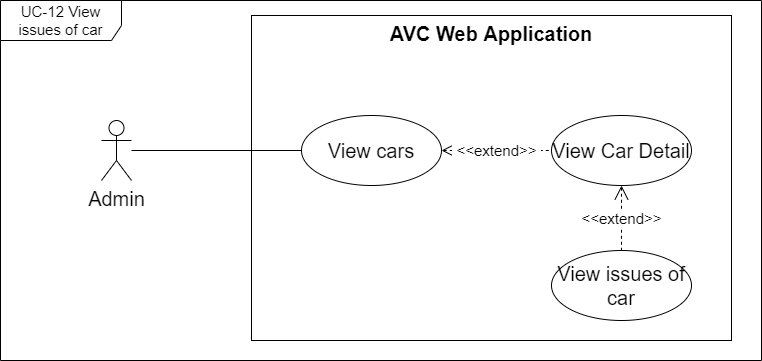 UC-12 View
issues of car
AVC Web Application
View cars
<<extend>>
View Car Detail
Admin
<<extend>>
View issues of
car